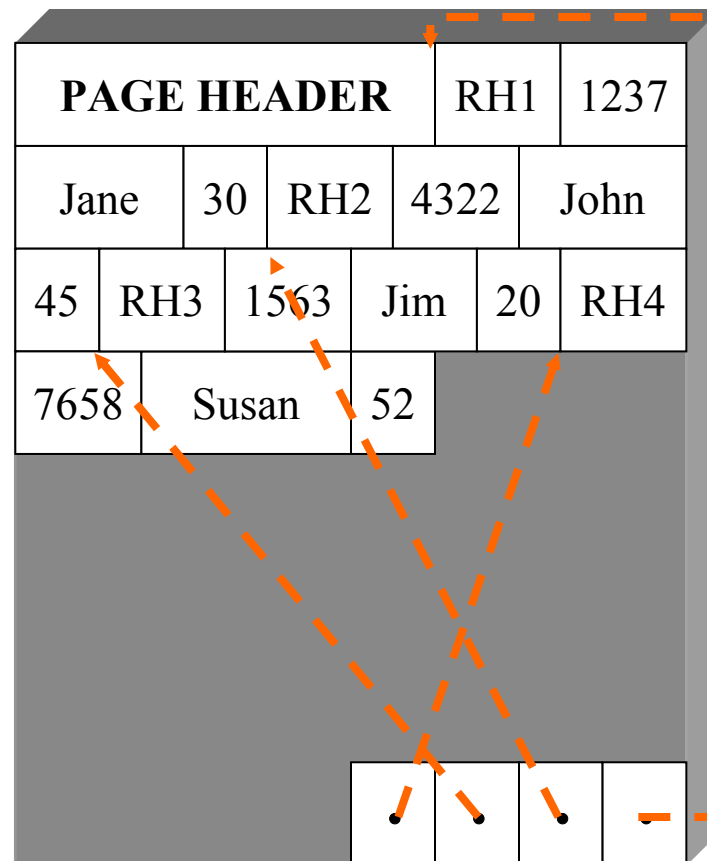 PAGE HEADER RH1 1237
Jane 30 RH2 4322 John
45 RH3 1563 Jim 20 RH4
7658 Susan 52